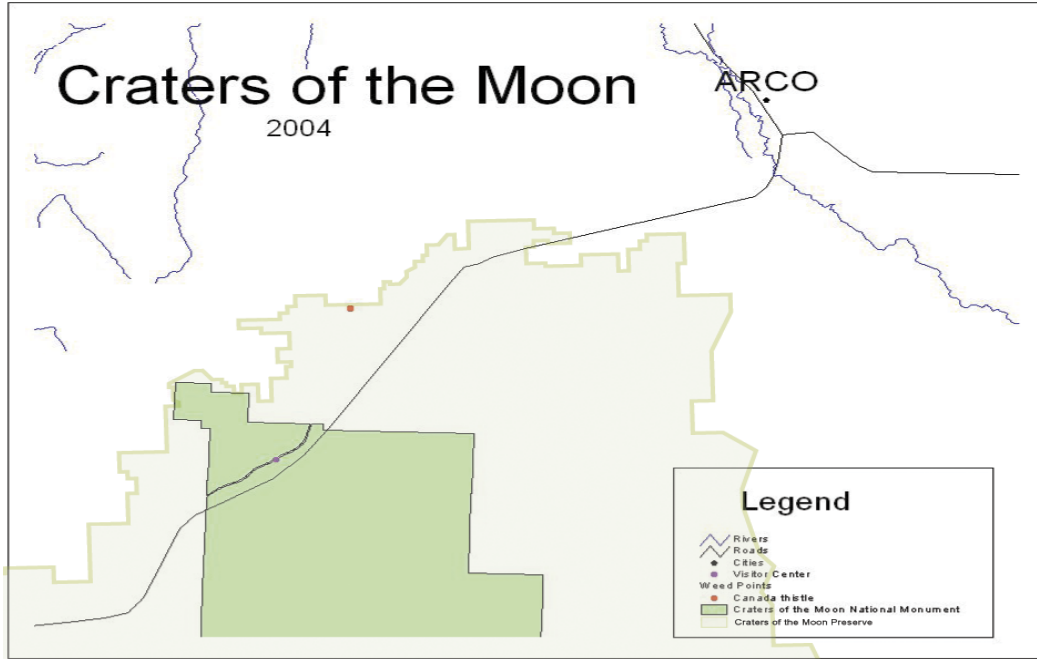 Craters of the Moon
2004
ARCO
Legend
Rivers
Roads
Cities
Visitor Center
Weed Points
Canada thistle
Craters of the Moon National Monument
Craters of the Moon Preserve